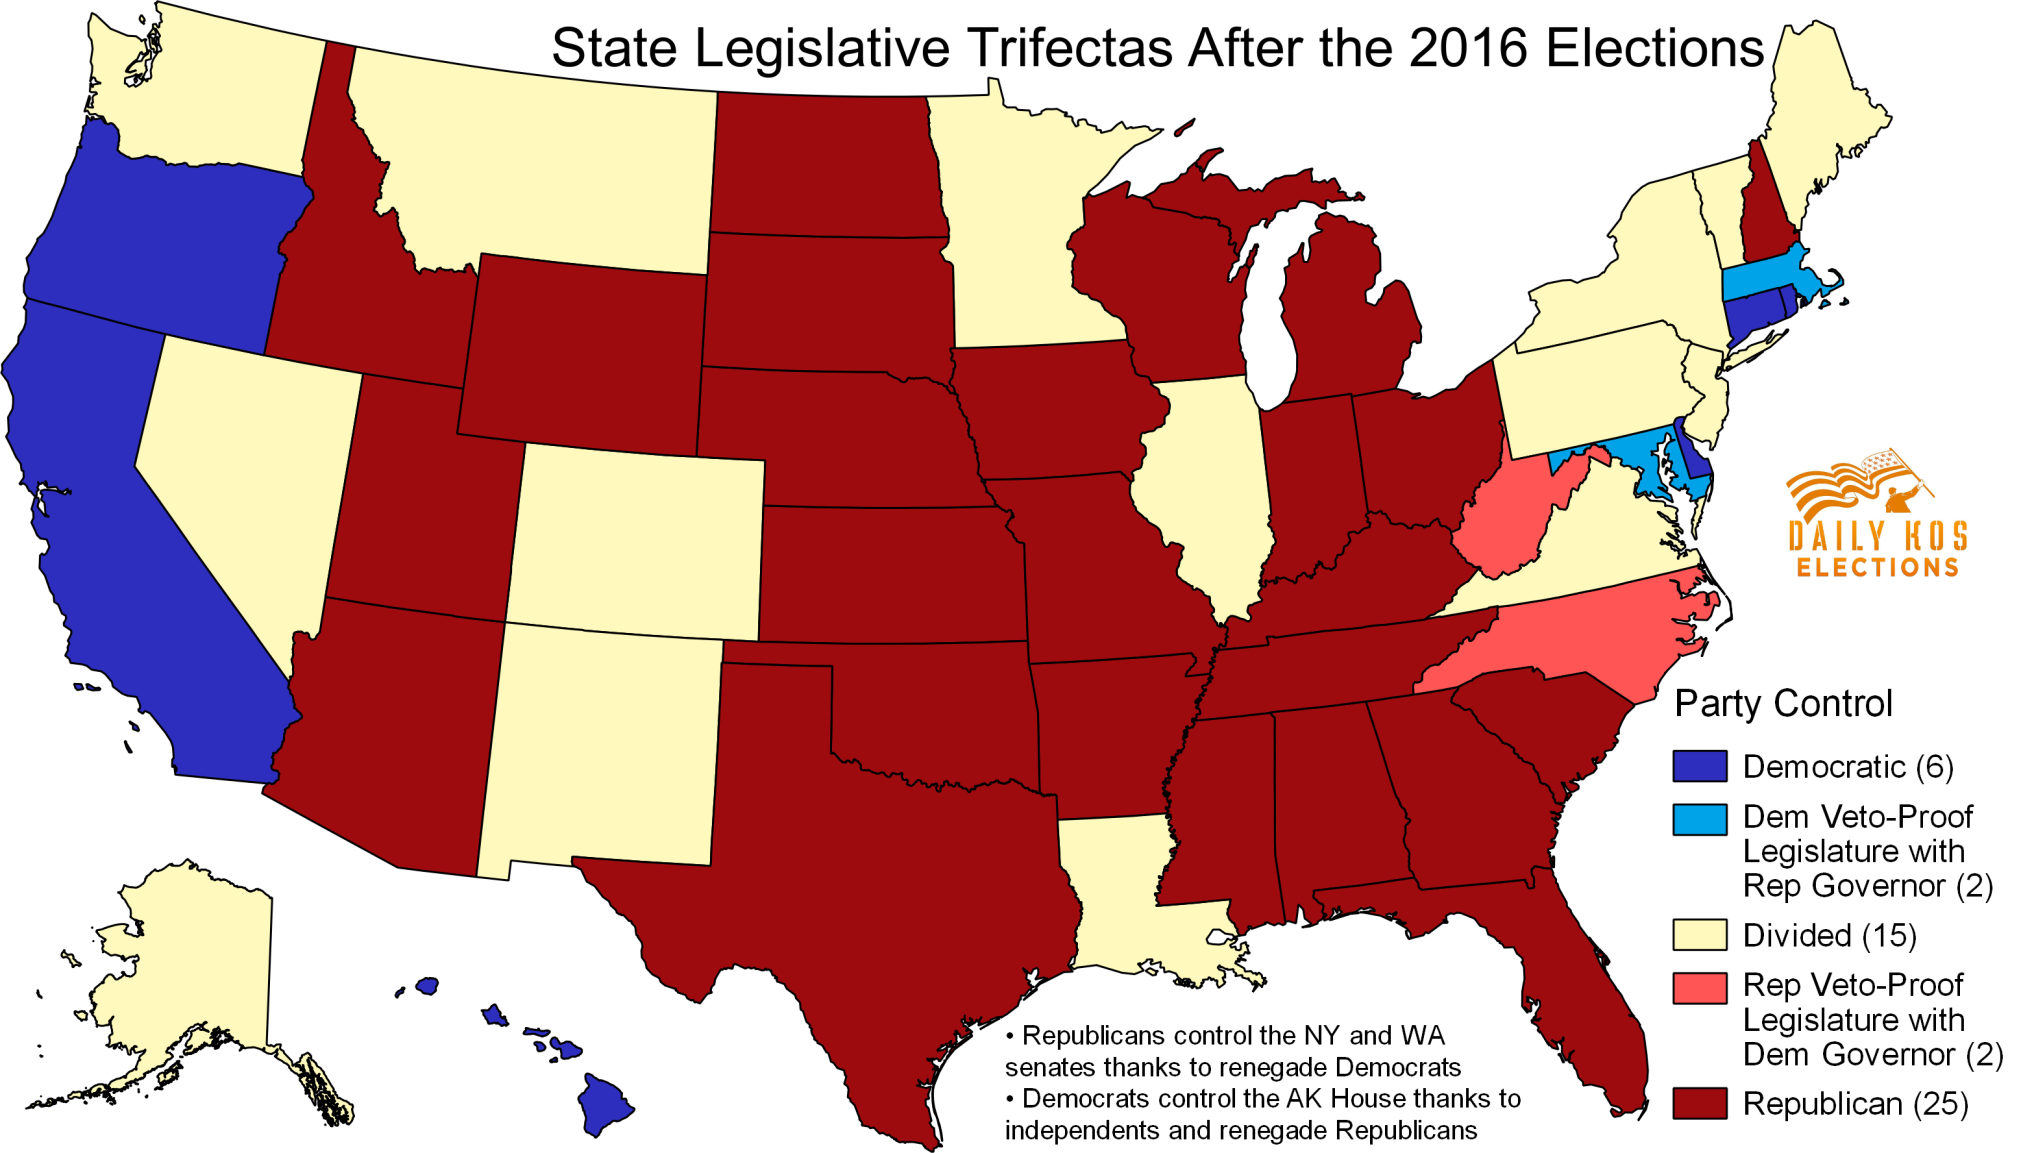 State Legislative Trifectas After the 2016 Elections
DAILY KOS
ELECTIONS
Party Control
Democratic (6)
Dem Veto-Proof
Legislature with
Rep Governor (2)
Divided (15)
Rep Veto-Proof
Legislature with
Dem Governor (2)
Republican (25)
• Republicans control the NY and WA
senates thanks to renegade Democrats
• Democrats control the AK House thanks to
independents and renegade Republicans